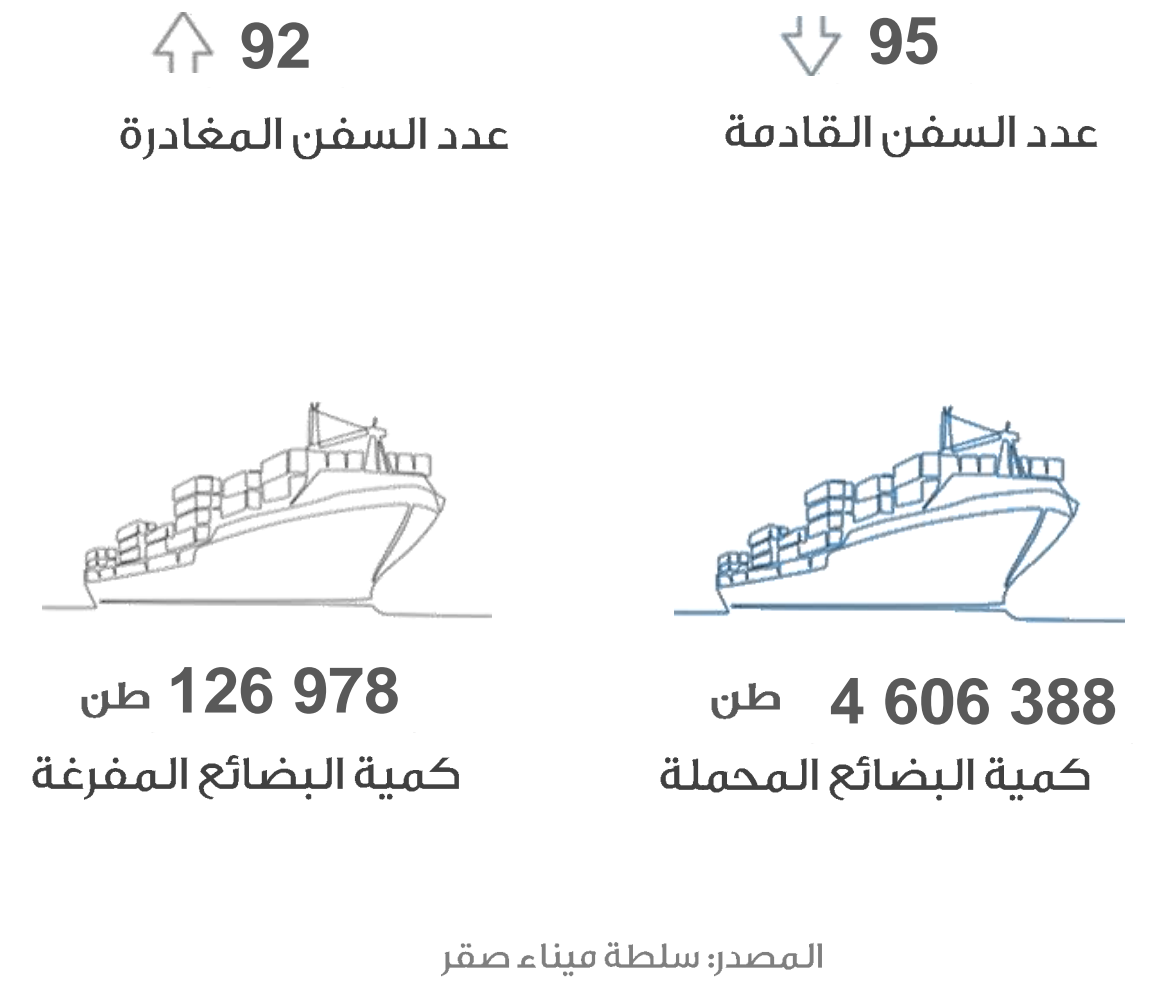 95
92
عدد السفن القادمة
عدد السفن المغادرة
4 606 388 طن
126 978 طن
كمية البضائع المحملة
كمية البضائع المفرغة
المصدر: سلطة ميناء صقر